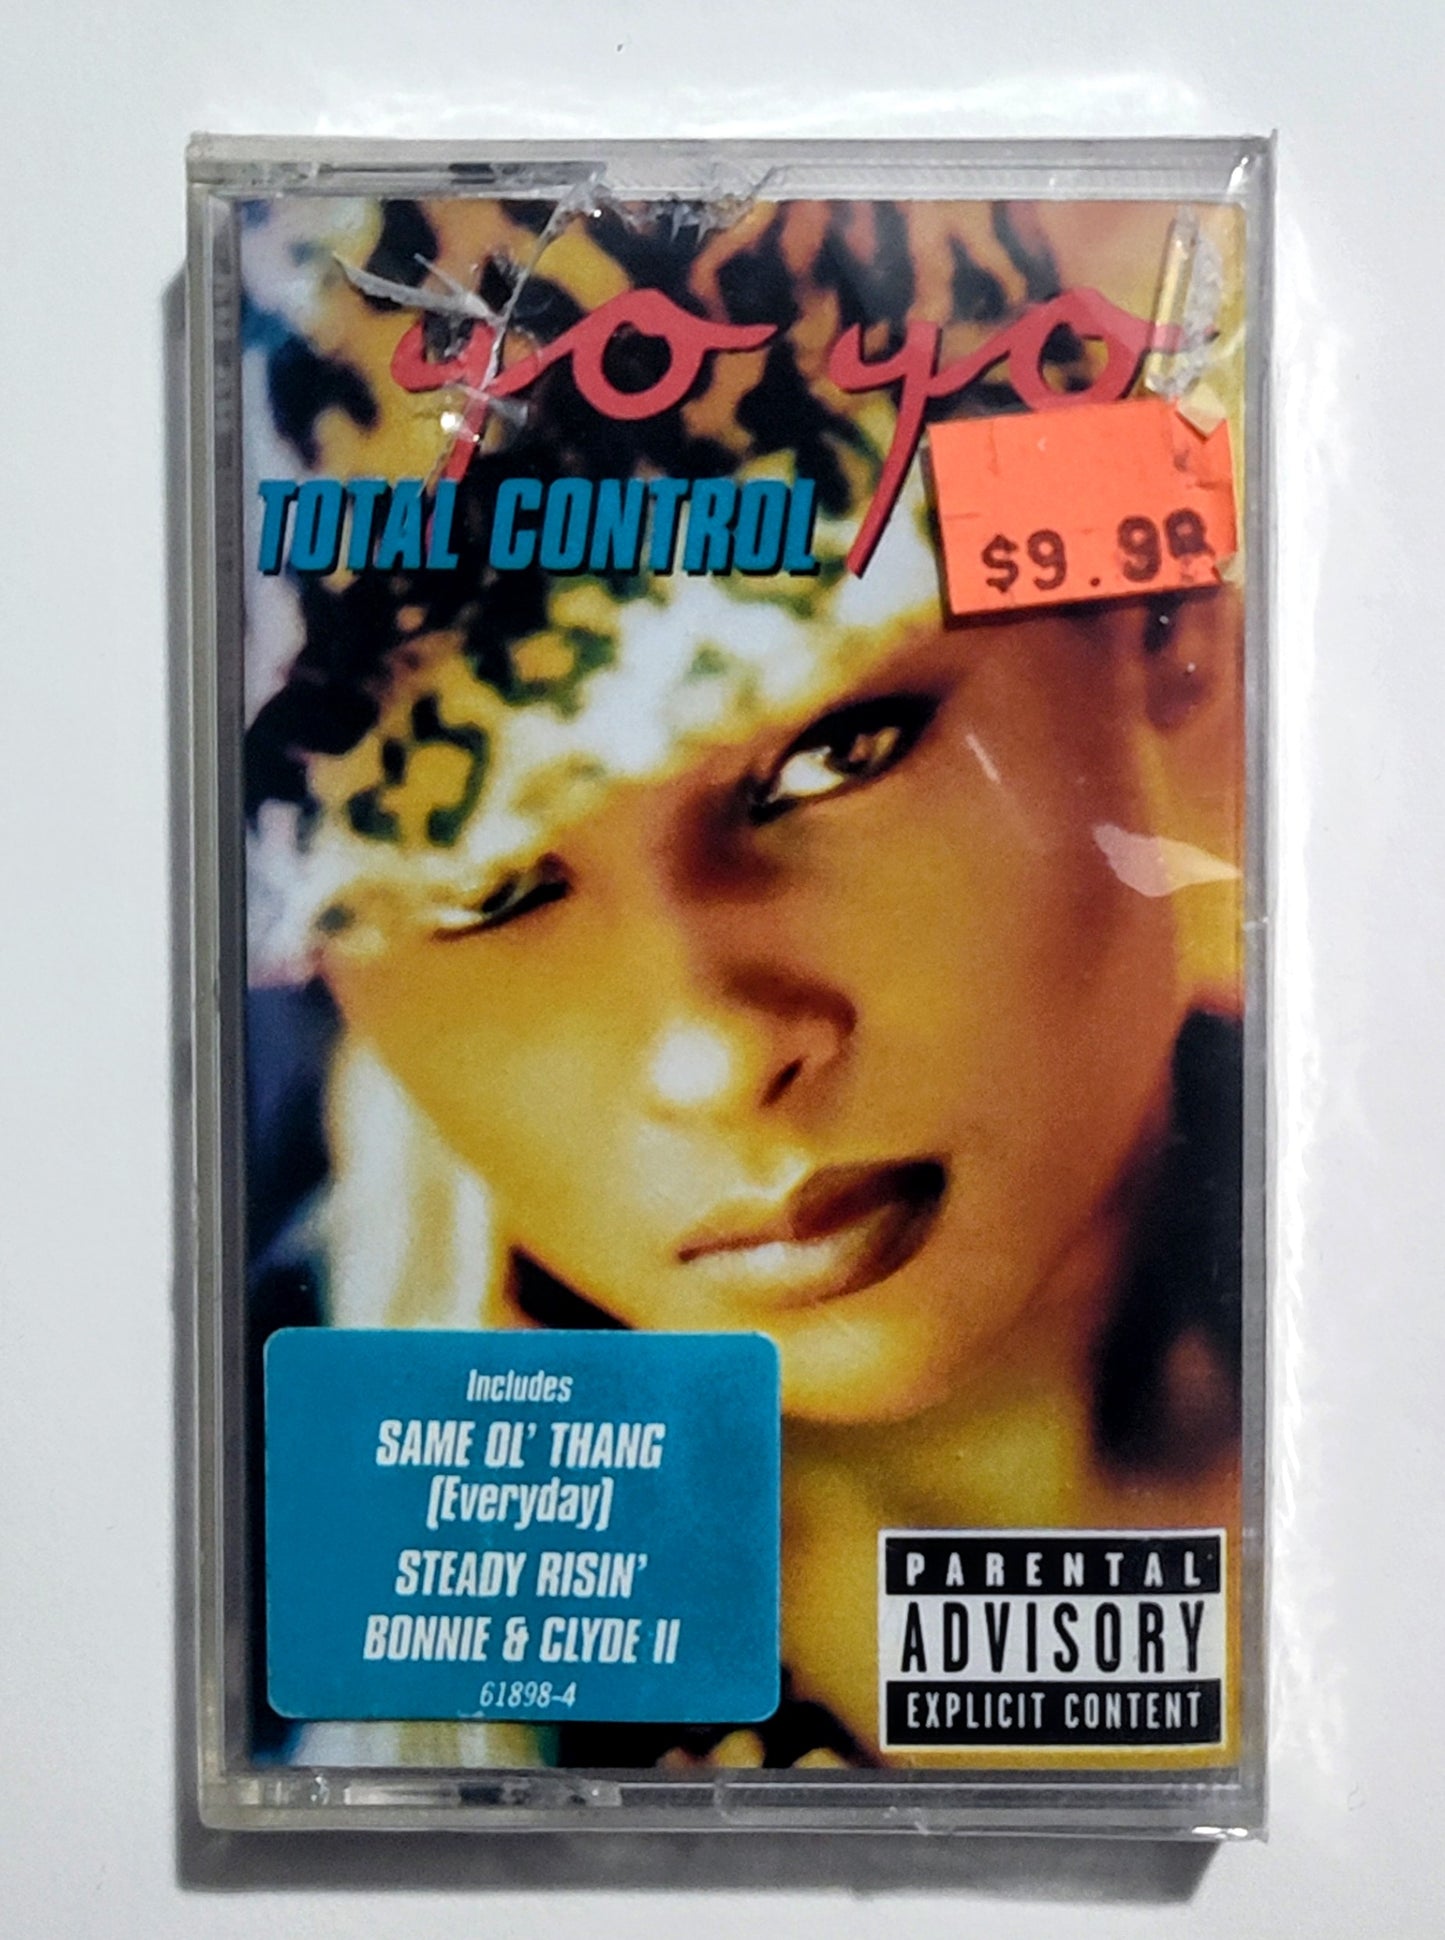 yo yo
TOTAL CONTROL
$9.99
Includes
SAME OL' THANG
(Everyday)
STEADY RISIN'
BONNIE & CLYDE II
61898-4
PARENTAL
ADVISORY
EXPLICIT CONTENT